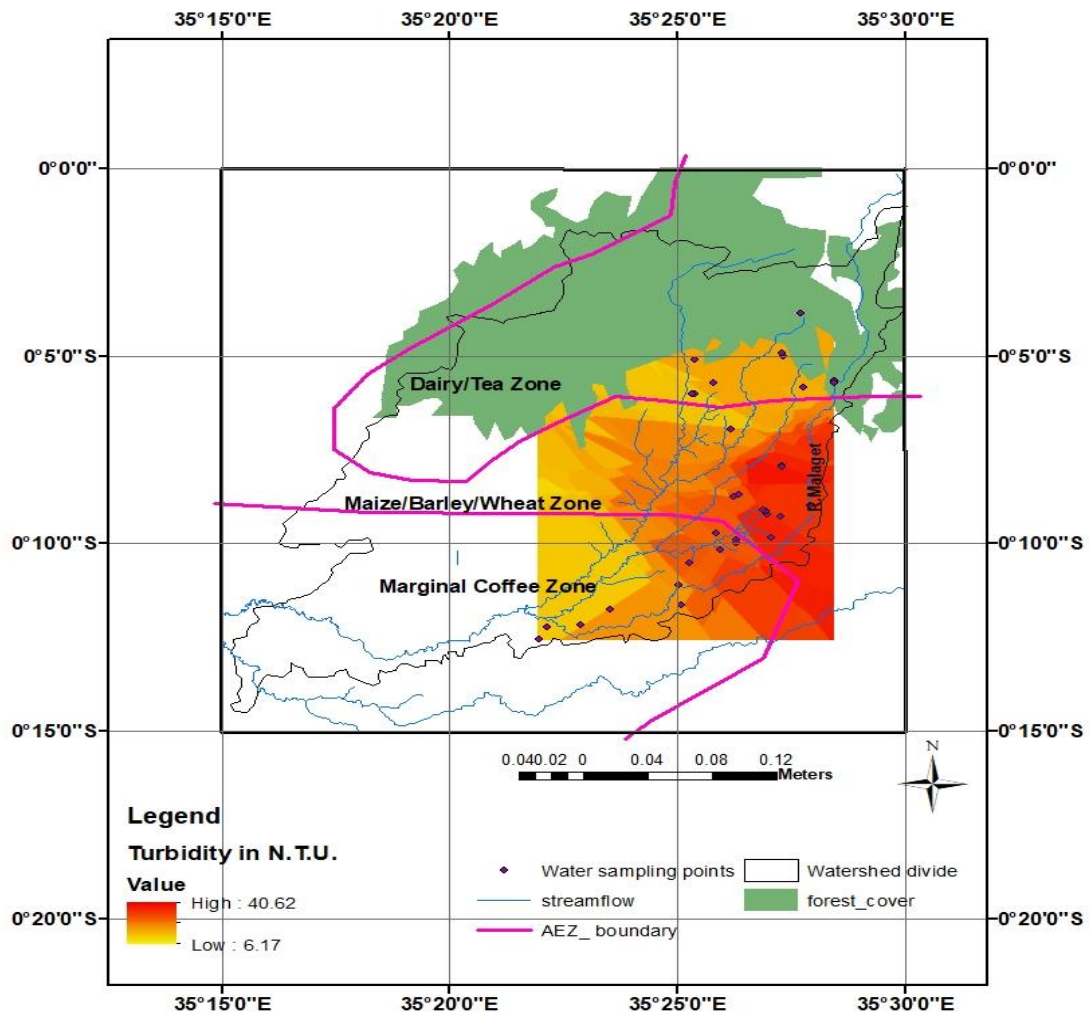 35°15'0"E 35°20'0"E 35°25'0"E 35°30'0"E
0°0'0" 0°0'0"
0°5'0"S 0°5'0"S
Dairy/Tea Zone
R.Malaget
Maize/Barley/Wheat Zone
0°10'0"S 0°10'0"S
Marginal Coffee Zone
0°15'0"S 0°15'0"S
N
0.040.02 0 0.04 0.08 0.12
Meters
Legend
Turbidity in N.T.U.
Value
High : 40.62
Low : 6.17
Water sampling points Watershed divide
streamflow forest_cover
AEZ_ boundary
0°20'0"S 0°20'0"S
35°15'0"E 35°20'0"E 35°25'0"E 35°30'0"E